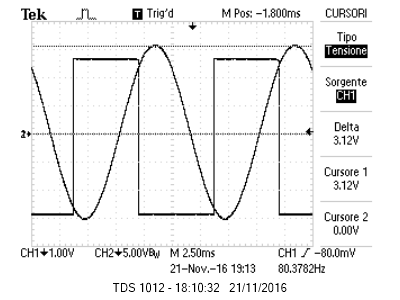 Tek T Trig'd M Pos: -1.800ms CURSORI
Tipo
Tensione
Sorgente
CH1
Delta
3.12V
Cursore 1
3.12V
Cursore 2
0.00V
2
CH1 1.00V CH2 5.00VBW M 2.50ms CH1 -80.0mV
21-Nov.-16 19:13 80.3782Hz
TDS 1012 - 18:10:32 21/11/2016